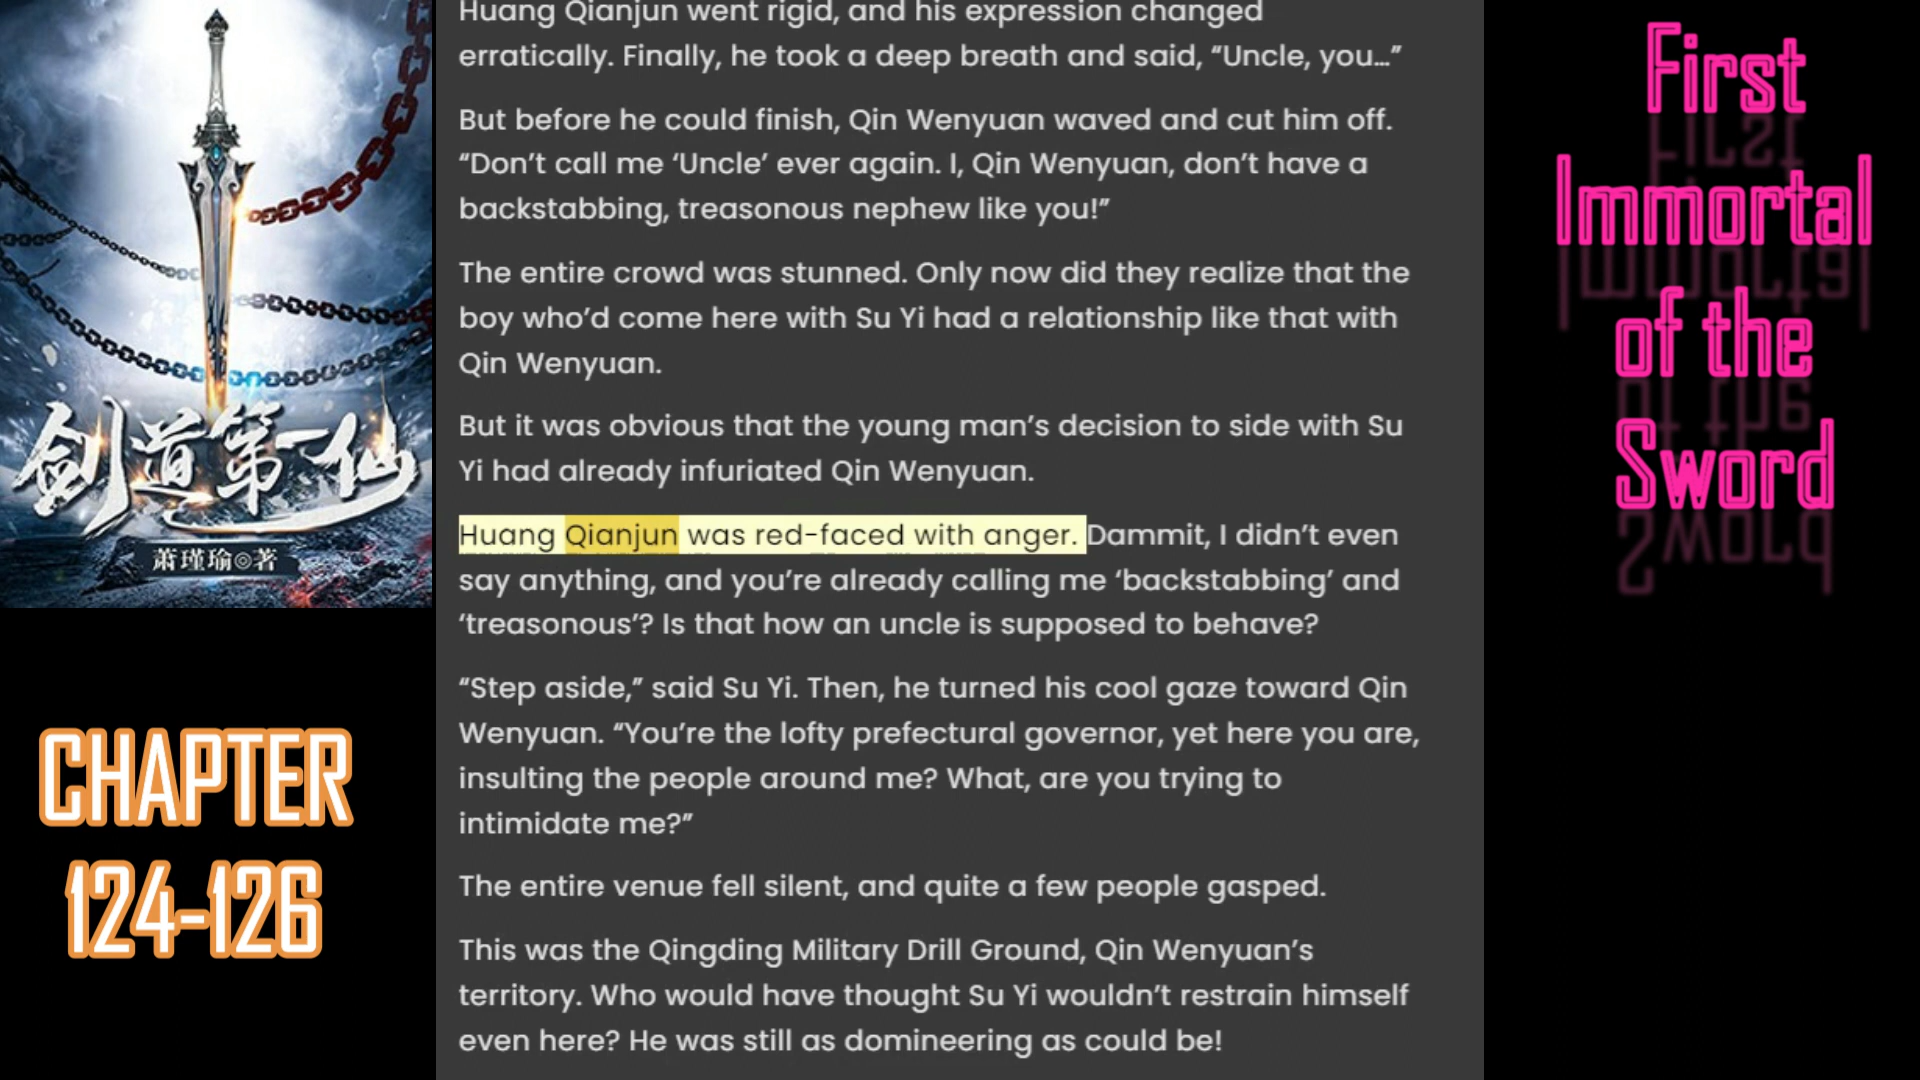 剑道第一仙
萧瑾瑜◎著
CHAPTER
124-126
Huang Qianjun went rigid, and his expression changed
erratically. Finally, he took a deep breath and said, “Uncle, you…”
But before he could finish, Qin Wenyuan waved and cut him off.
“Don’t call me ‘Uncle’ ever again. I, Qin Wenyuan, don’t have a
backstabbing, treasonous nephew like you!”
The entire crowd was stunned. Only now did they realize that the
boy who’d come here with Su Yi had a relationship like that with
Qin Wenyuan.
But it was obvious that the young man’s decision to side with Su
Yi had already infuriated Qin Wenyuan.
Huang Qianjun was red-faced with anger. Dammit, I didn’t even
say anything, and you’re already calling me ‘backstabbing’ and
‘treasonous’? Is that how an uncle is supposed to behave?
“Step aside,” said Su Yi. Then, he turned his cool gaze toward Qin
Wenyuan. “You’re the lofty prefectural governor, yet here you are,
insulting the people around me? What, are you trying to
intimidate me?”
The entire venue fell silent, and quite a few people gasped.
This was the Qingding Military Drill Ground, Qin Wenyuan’s
territory. Who would have thought Su Yi wouldn’t restrain himself
even here? He was still as domineering as could be!
First
Immortal
of the
Sword